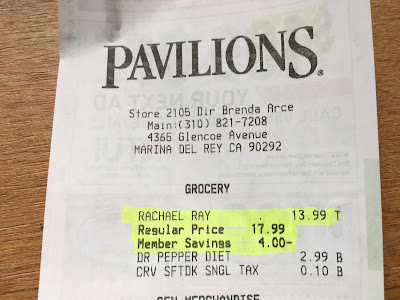 PAVILIONS®
Store 2105 Dir Brenda Arce
Main:(310) 821-7208
4365 Glencoe Avenue
MARINA DEL REY CA 90292
GROCERY
RACHAEL RAY . 13.99 T
Regular Price 17.99
Member Savings 4.00-
DR PEPPER DIET 2.99 B
CRV SFTDK SNGL TAX 0.10 B
GEN MERCHANDISE